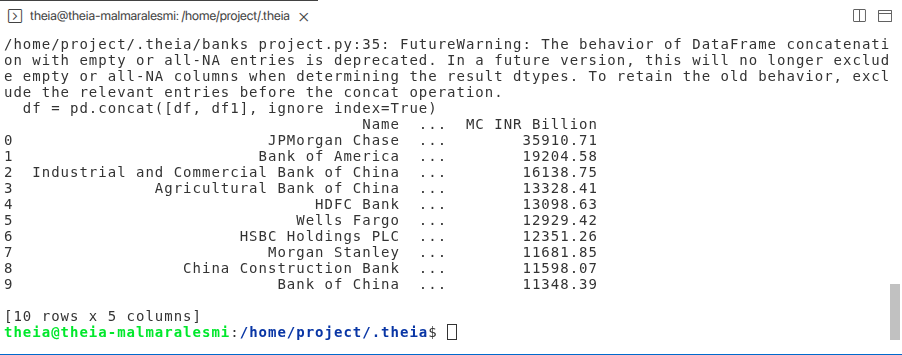 theia@theia-malmaralesmi: /home/project/.theia
/home/project/.theia/banks project.py:35: FutureWarning: The behavior of DataFrame concatenati
on with empty or all-NA entries is deprecated. In a future version, this will no longer exclud
e empty or all-NA columns when determining the result dtypes. To retain the old behavior, excl
ude the relevant entries before the concat operation.
  df = pd.concat([df, df1], ignore index=True)
                                      Name  ...  MC INR Billion
0                            JPMorgan Chase  ...        35910.71
1                           Bank of America  ...        19204.58
2  Industrial and Commercial Bank of China  ...        16138.75
3                Agricultural Bank of China  ...        13328.41
4                                 HDFC Bank  ...        13098.63
5                               Wells Fargo  ...        12929.42
6                         HSBC Holdings PLC  ...        12351.26
7                            Morgan Stanley  ...        11681.85
8                   China Construction Bank  ...        11598.07
9                             Bank of China  ...        11348.39
[10 rows x 5 columns]
theia@theia-malmaralesmi:/home/project/.theia$